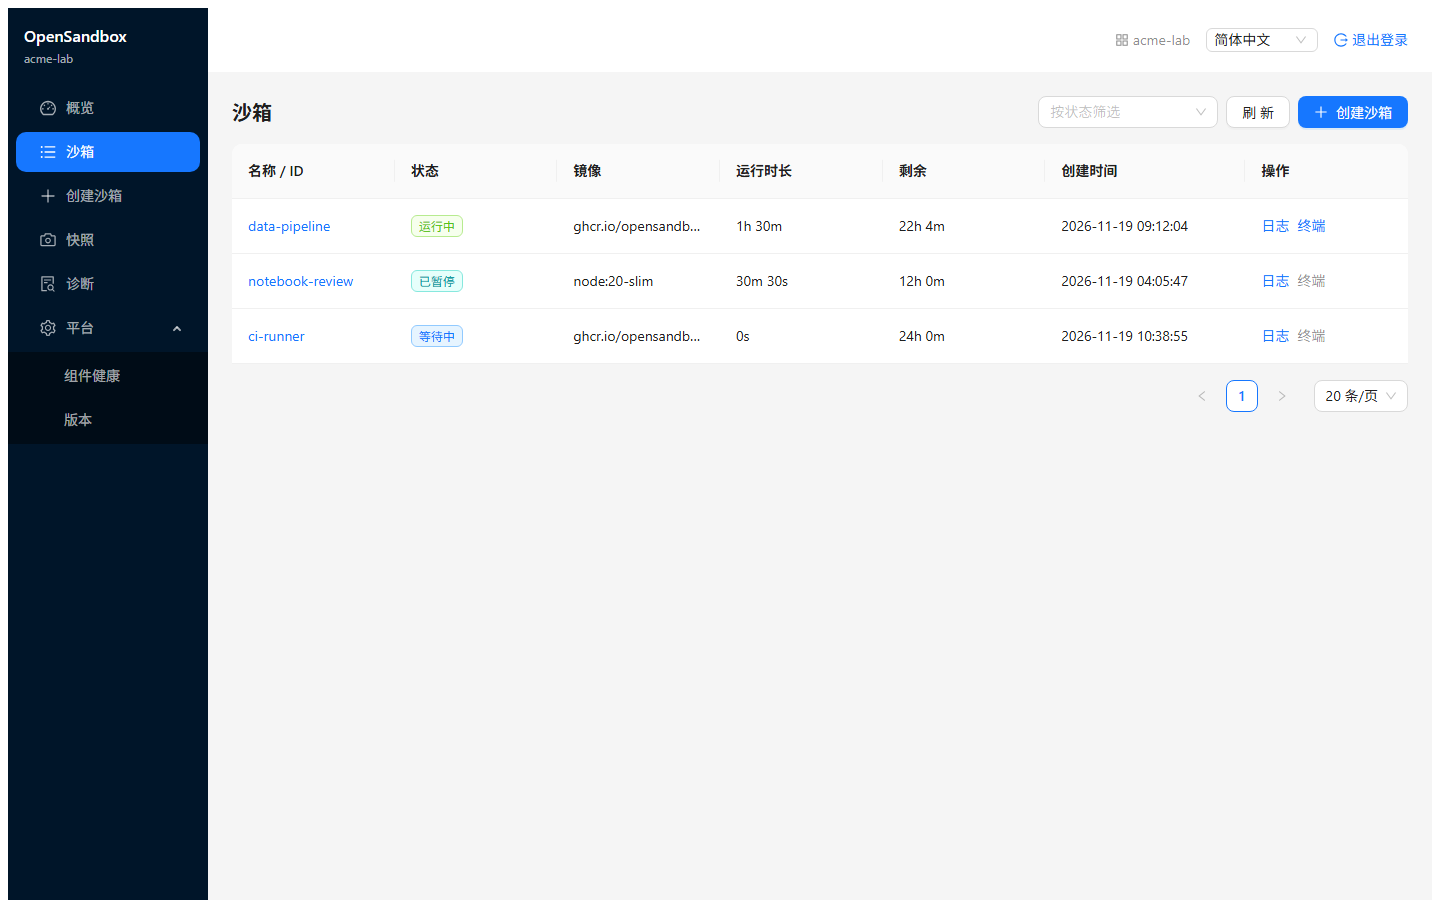 OpenSandbox
acme-lab
概览
沙箱
创建沙箱
快照
诊断
平台
组件健康
版本
acme-lab 简体中文 退出登录
沙箱 按状态筛选 刷 新 创建沙箱
名称 / ID 状态 镜像 运行时长 剩余 创建时间 操作
data-pipeline 运行中 ghcr.io/opensandb... 1h 30m 22h 4m 2026-11-19 09:12:04 日志 终端
notebook-review 已暂停 node:20-slim 30m 30s 12h 0m 2026-11-19 04:05:47 日志 终端
ci-runner 等待中 ghcr.io/opensandb... 0s 24h 0m 2026-11-19 10:38:55 日志 终端
1 20 条/页